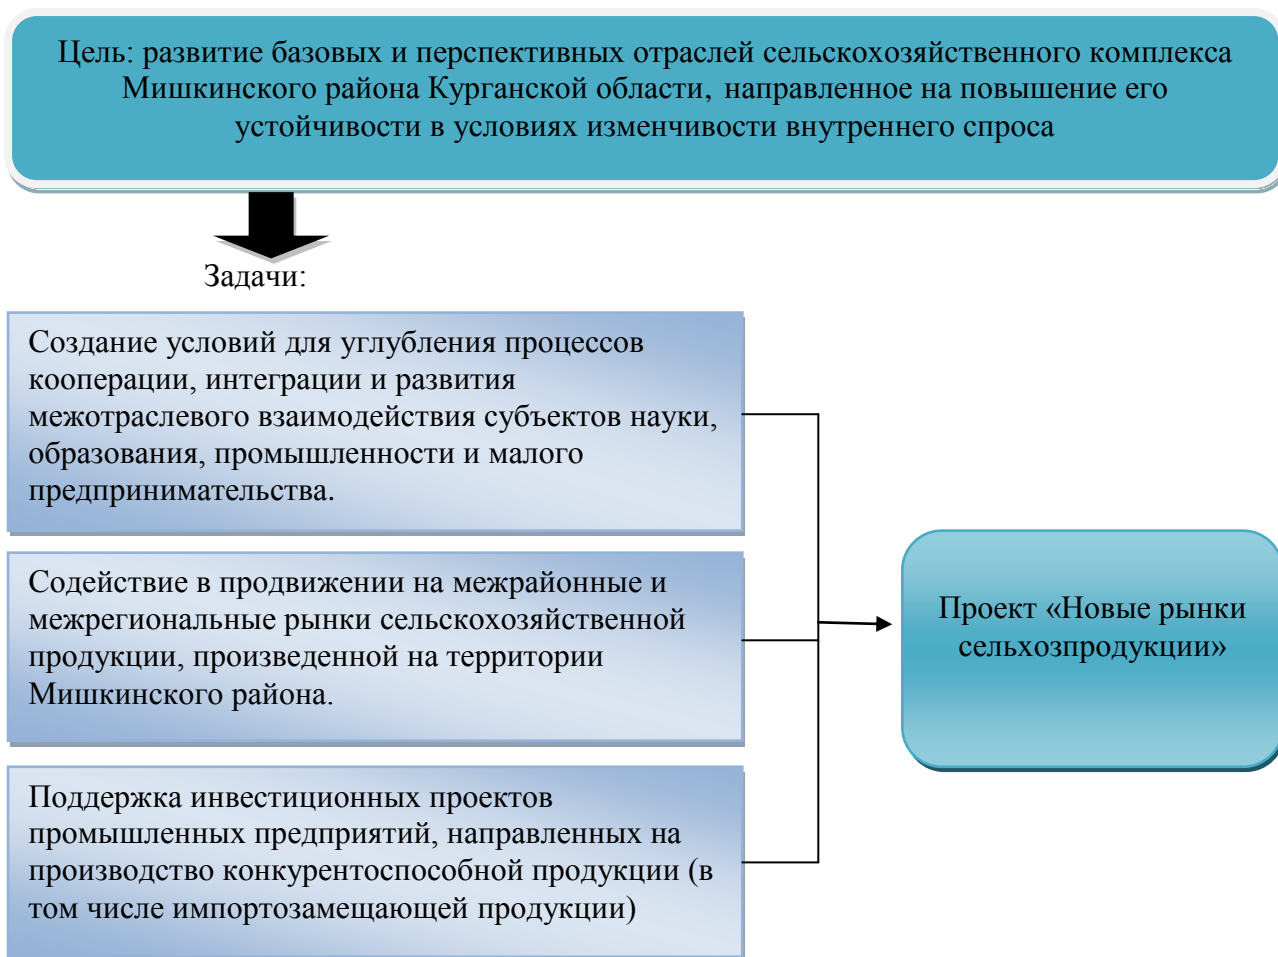 Цель: развитие базовых и перспективных отраслей сельскохозяйственного комплекса
Мишкинского района Курганской области, направленное на повышение его
устойчивости в условиях изменчивости внутреннего спроса
Задачи:
Создание условий для углубления процессов
кооперации, интеграции и развития
межотраслевого взаимодействия субъектов науки,
образования, промышленности и малого
предпринимательства.
Содействие в продвижении на межрайонные и
межрегиональные рынки сельскохозяйственной
продукции, произведенной на территории
Мишкинского района.
Поддержка инвестиционных проектов
промышленных предприятий, направленных на
производство конкурентоспособной продукции (в
том числе импортозамещающей продукции)
Проект «Новые рынки
сельхозпродукции»